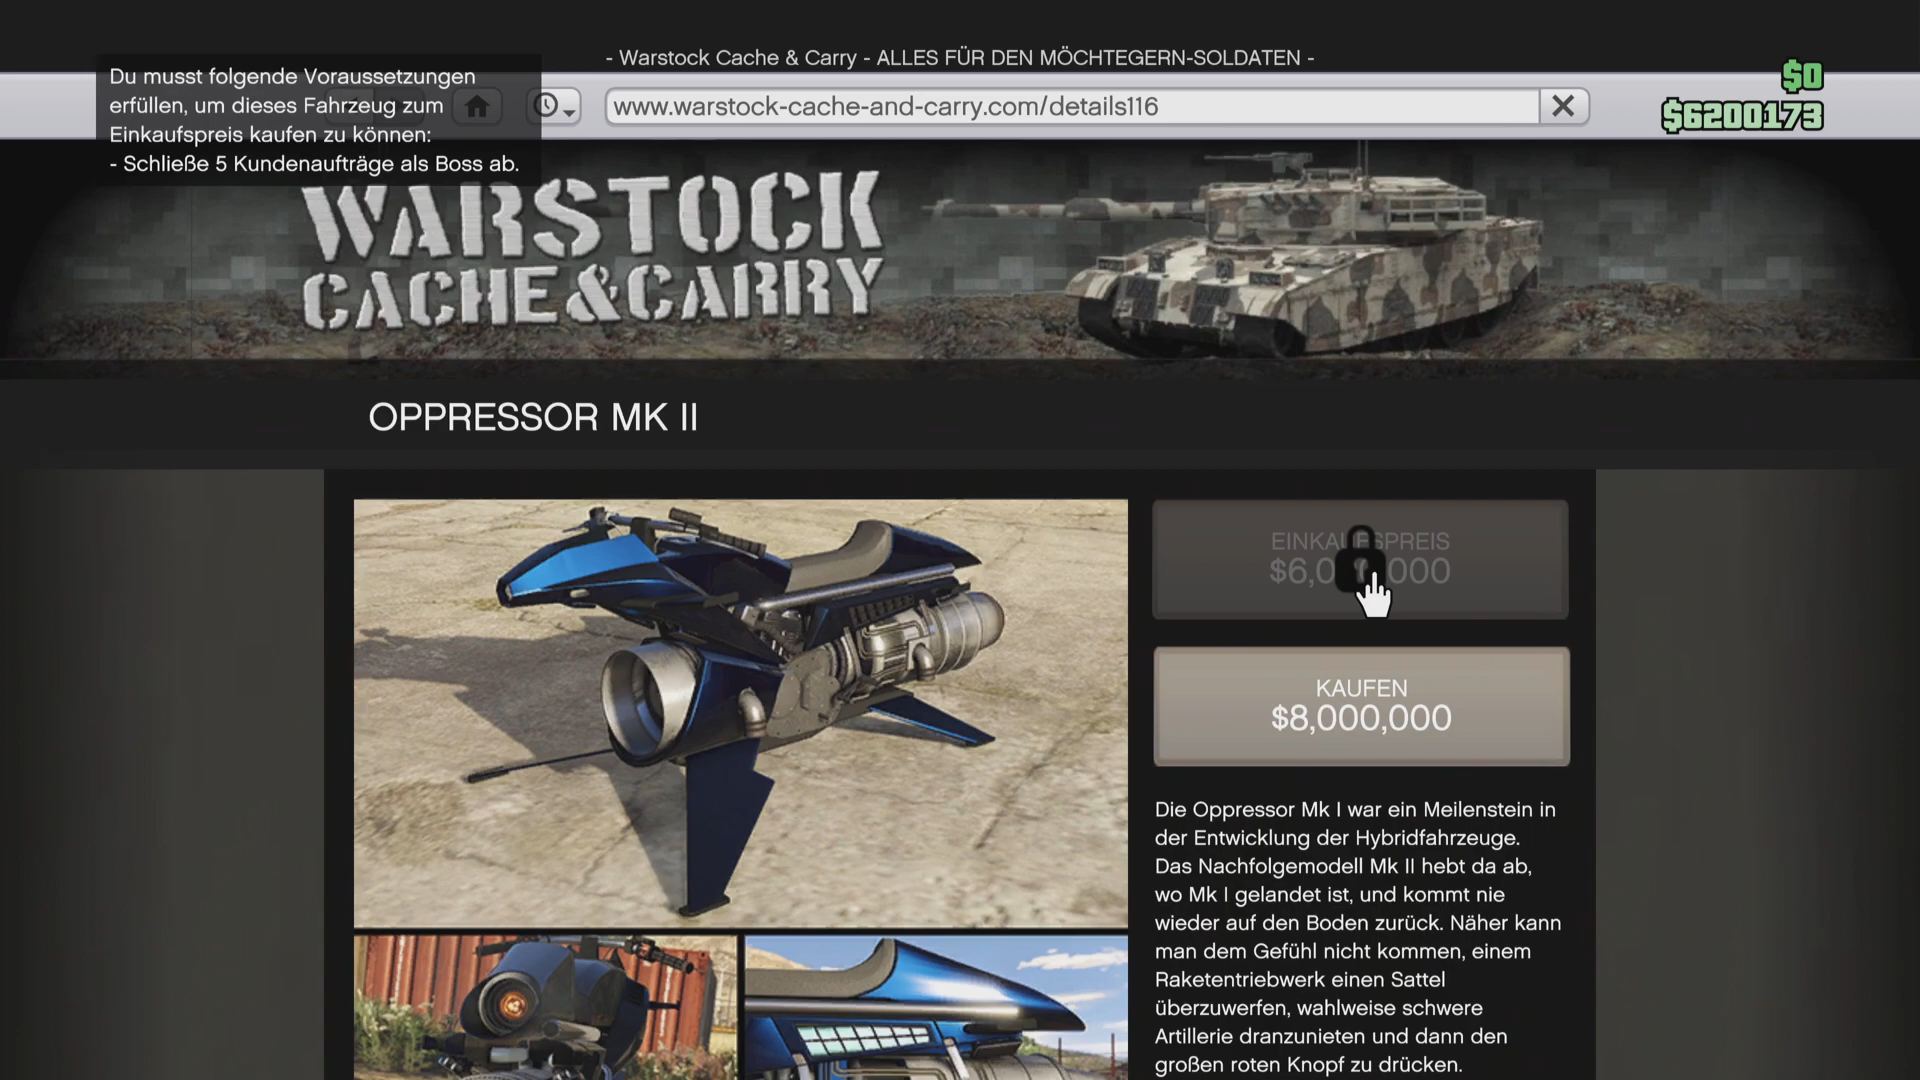 - Warstock Cache & Carry - ALLES FÜR DEN MÖCHTEGERN-SOLDATEN -
Du musst folgende Voraussetzungen
erfüllen, um dieses Fahrzeug zum
Einkaufspreis kaufen zu können:
- Schließe 5 Kundenaufträge als Boss ab.
www.warstock-cache-and-carry.com/details116
$0
$6200173
WARSTOCK
CACHE&CARRY
OPPRESSOR MK II
EINKAUFSPREIS
KAUFEN
$8,000,000
Die Oppressor Mk I war ein Meilenstein in
der Entwicklung der Hybridfahrzeuge.
Das Nachfolgemodell Mk II hebt da ab,
wo Mk I gelandet ist, und kommt nie
wieder auf den Boden zurück. Näher kann
man dem Gefühl nicht kommen, einem
Raketentriebwerk einen Sattel
überzuwerfen, wahlweise schwere
Artillerie dranzunieten und dann den
großen roten Knopf zu drücken.